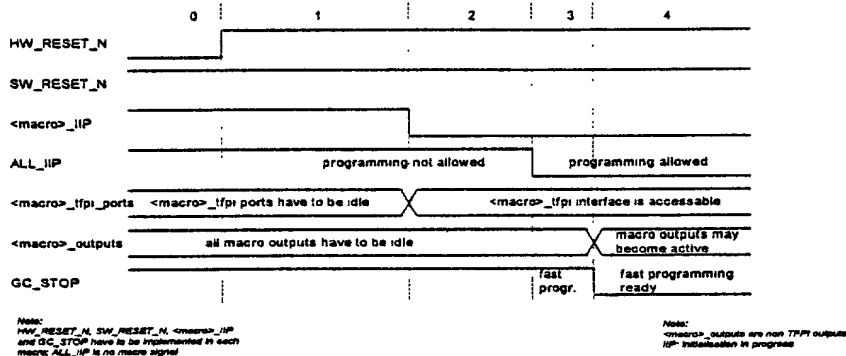 0 1 2 3 4
HW_RESET_N
SW_RESET_N
<macro>_IIP
ALL_IIP programming not allowed programming allowed
<macro>_tfpi_ports <macro>_tfpi ports have to be idle <macro>_tfpi interface is accessable
<macro>_outputs all macro outputs have to be idle macro outputs may
become active
GC_STOP fast
progr. fast programming
ready
Note:
HW_RESET_N, SW_RESET_N, <macro>_IIP
and GC_STOP have to be implemented in each
macro; ALL_IIP is no macro signal
Note:
<macro>_outputs are non TFPI outputs
IIP: Initialisation in progress